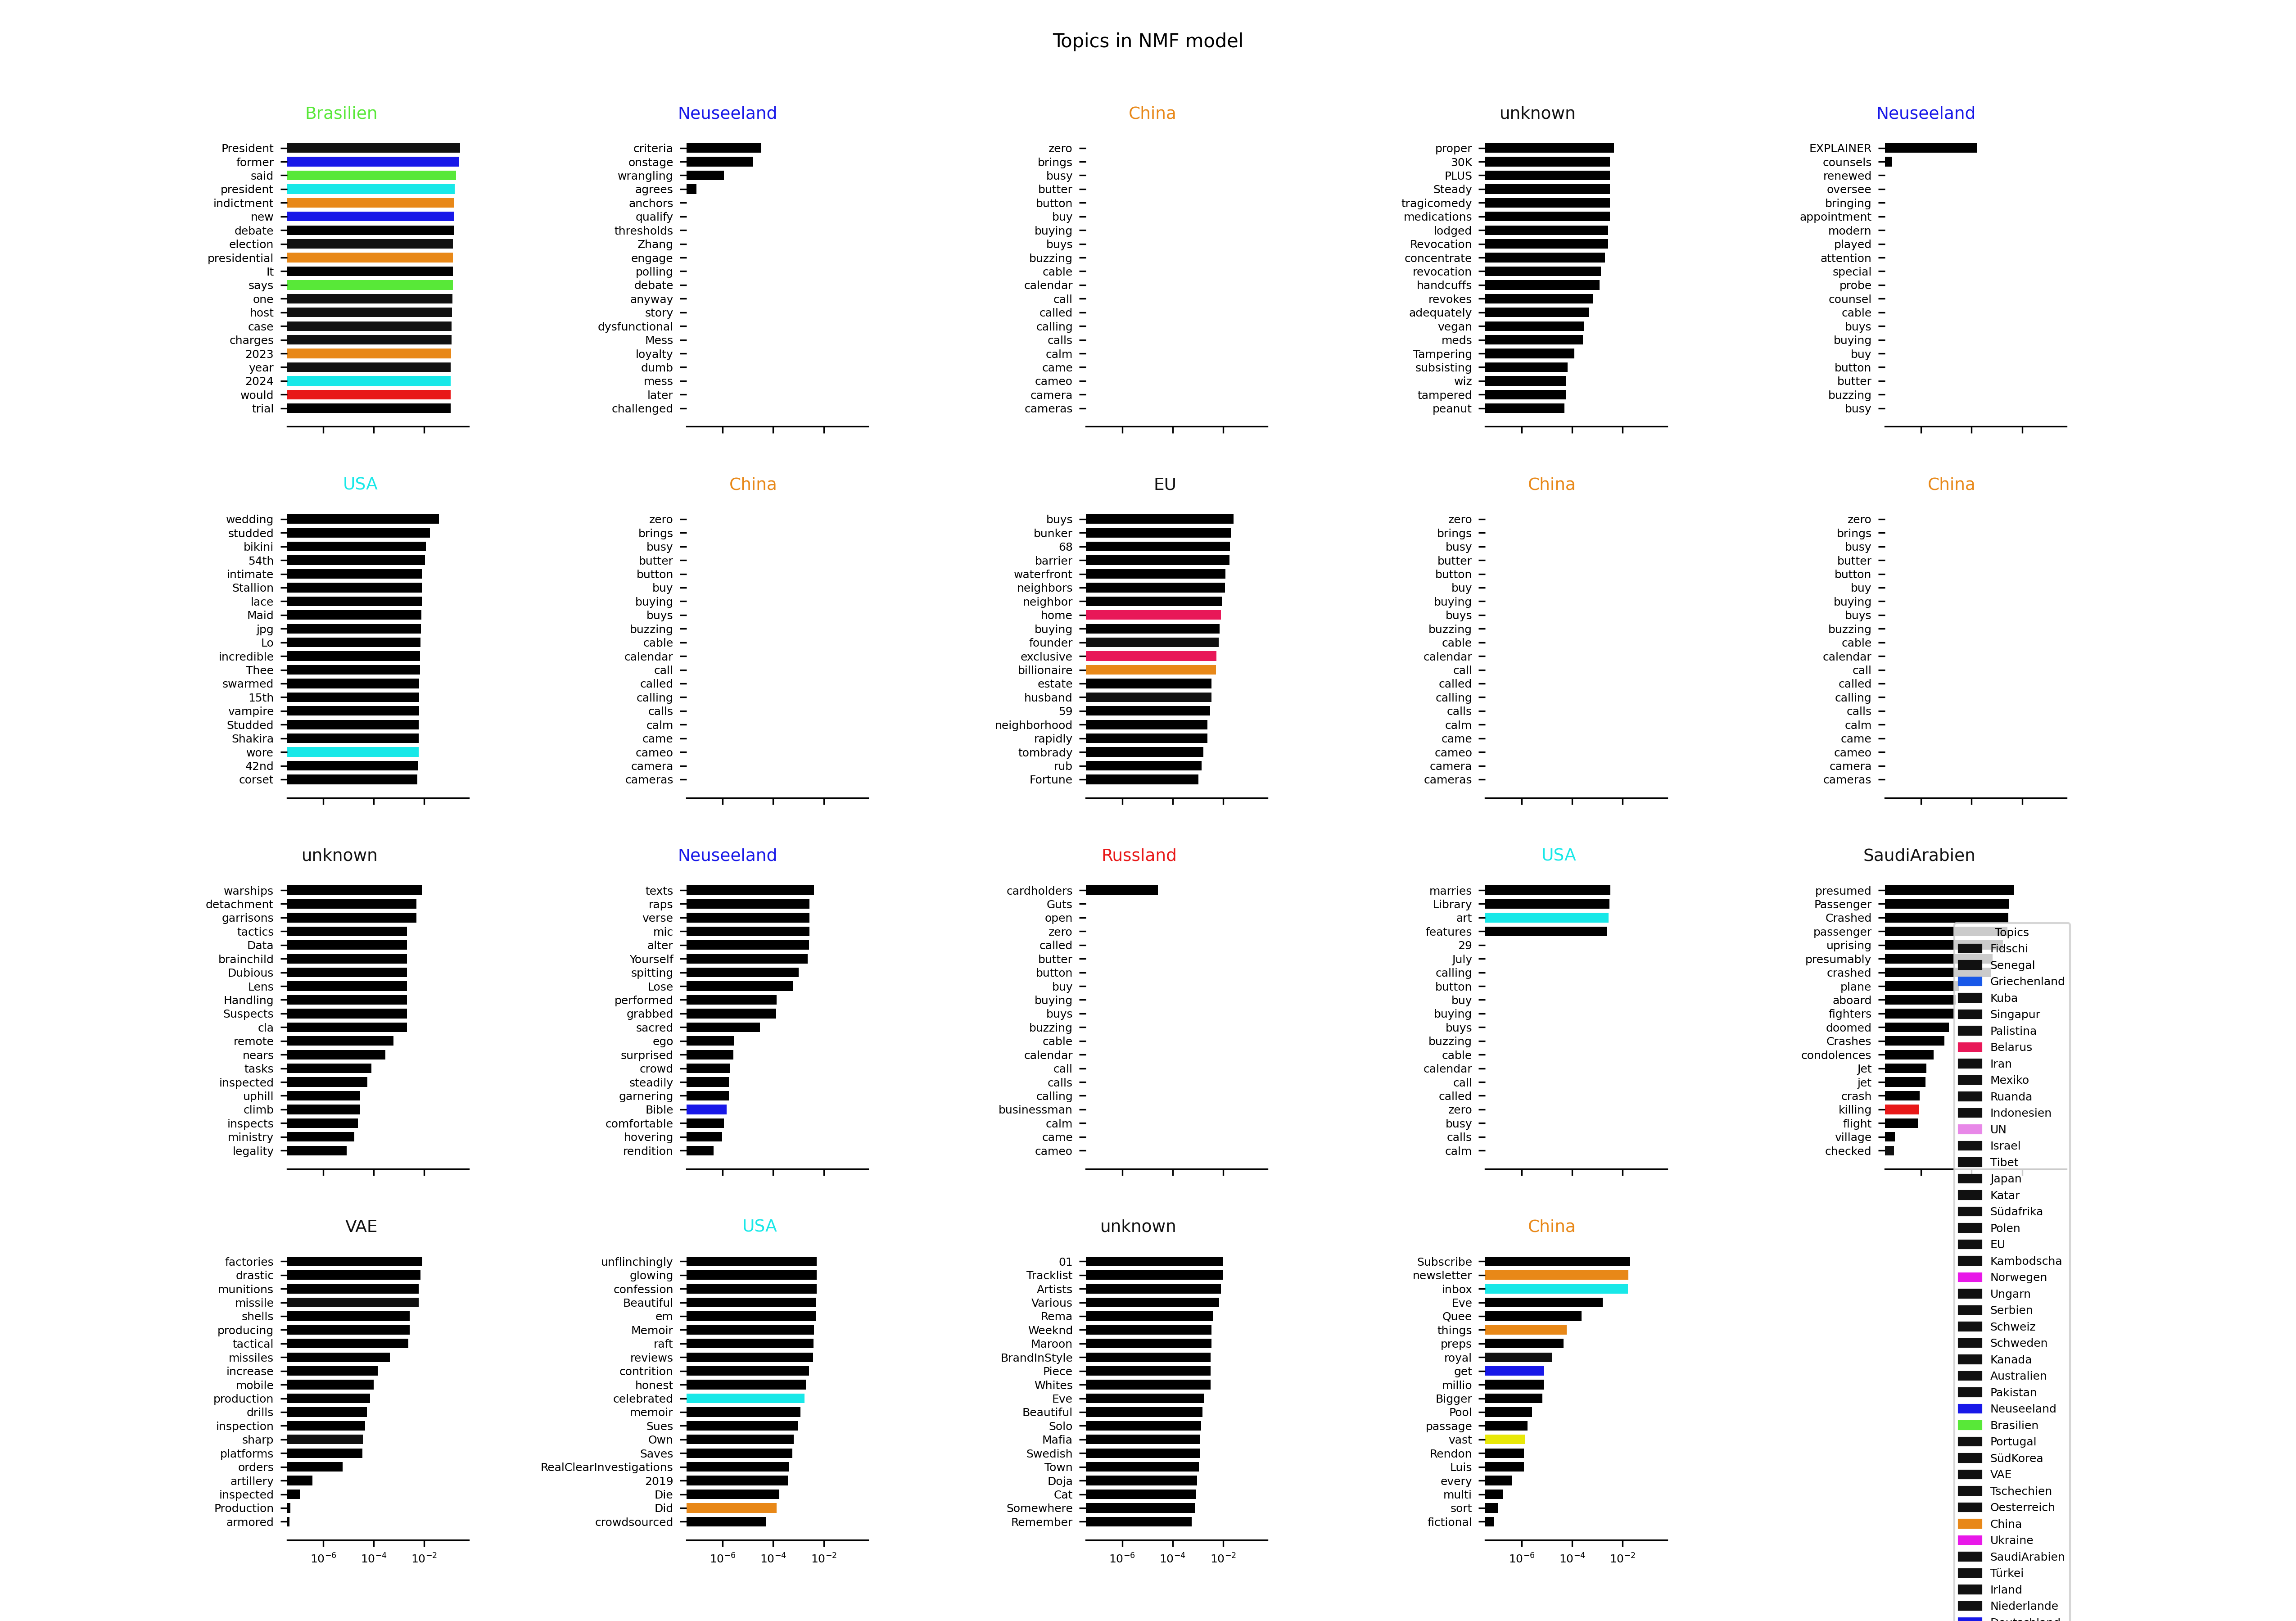 Topics in NMF model
Brasilien
President
former
said
president
indictment
new
debate
election
presidential
It
says
one
host
case
charges
2023
year
2024
would
trial
Neuseeland
criteria
onstage
wrangling
agrees
anchors
qualify
thresholds
Zhang
engage
polling
debate
anyway
story
dysfunctional
Mess
loyalty
dumb
mess
later
challenged
China
zero
brings
busy
butter
button
buy
buying
buys
buzzing
cable
calendar
call
called
calling
calls
calm
came
cameo
camera
cameras
unknown
proper
30K
PLUS
Steady
tragicomedy
medications
lodged
Revocation
concentrate
revocation
handcuffs
revokes
adequately
vegan
meds
Tampering
subsisting
wiz
tampered
peanut
Neuseeland
EXPLAINER
counsels
renewed
oversee
bringing
appointment
modern
played
attention
special
probe
counsel
cable
buys
buying
buy
button
butter
buzzing
busy
USA
wedding
studded
bikini
54th
intimate
Stallion
lace
Maid
jpg
Lo
incredible
Thee
swarmed
15th
vampire
Studded
Shakira
wore
42nd
corset
China
zero
brings
busy
butter
button
buy
buying
buys
buzzing
cable
calendar
call
called
calling
calls
calm
came
cameo
camera
cameras
EU
buys
bunker
68
barrier
waterfront
neighbors
neighbor
home
buying
founder
exclusive
billionaire
estate
husband
59
neighborhood
rapidly
tombrady
rub
Fortune
China
zero
brings
busy
butter
button
buy
buying
buys
buzzing
cable
calendar
call
called
calling
calls
calm
came
cameo
camera
cameras
China
zero
brings
busy
butter
button
buy
buying
buys
buzzing
cable
calendar
call
called
calling
calls
calm
came
cameo
camera
cameras
unknown
warships
detachment
garrisons
tactics
Data
brainchild
Dubious
Lens
Handling
Suspects
cla
remote
nears
tasks
inspected
uphill
climb
inspects
ministry
legality
Neuseeland
texts
raps
verse
mic
alter
Yourself
spitting
Lose
performed
grabbed
sacred
ego
surprised
crowd
steadily
garnering
Bible
comfortable
hovering
rendition
Russland
cardholders
Guts
open
zero
called
butter
button
buy
buying
buys
buzzing
cable
calendar
call
calls
calling
businessman
calm
came
cameo
USA
marries
Library
art
features
29
July
calling
button
buy
buying
buys
buzzing
cable
calendar
call
called
zero
busy
calls
calm
SaudiArabien
presumed
Passenger
Crashed
passenger
uprising
presumably
crashed
plane
aboard
fighters
doomed
Crashes
condolences
Jet
jet
crash
killing
flight
village
checked
VAE
factories
drastic
munitions
missile
shells
producing
tactical
missiles
increase
mobile
production
drills
inspection
sharp
platforms
orders
artillery
inspected
Production
armored
10⁻⁶ 10⁻⁴ 10⁻²
USA
unflinchingly
glowing
confession
Beautiful
em
Memoir
raft
reviews
contrition
honest
celebrated
memoir
Sues
Own
Saves
RealClearInvestigations
2019
Die
Did
crowdsourced
10⁻⁶ 10⁻⁴ 10⁻²
unknown
01
Tracklist
Artists
Various
Rema
Weeknd
Maroon
BrandInStyle
Piece
Whites
Eve
Beautiful
Solo
Mafia
Swedish
Town
Doja
Cat
Somewhere
Remember
10⁻⁶ 10⁻⁴ 10⁻²
China
Subscribe
newsletter
inbox
Eve
Quee
things
preps
royal
get
millio
Bigger
Pool
passage
vast
Rendon
Luis
every
multi
sort
fictional
10⁻⁶ 10⁻⁴ 10⁻²
Topics
Fidschi
Senegal
Griechenland
Kuba
Singapur
Palistina
Belarus
Iran
Mexiko
Ruanda
Indonesien
UN
Israel
Tibet
Japan
Katar
Südafrika
Polen
EU
Kambodscha
Norwegen
Ungarn
Serbien
Schweiz
Schweden
Kanada
Australien
Pakistan
Neuseeland
Brasilien
Portugal
SüdKorea
VAE
Tschechien
Oesterreich
China
Ukraine
SaudiArabien
Türkei
Irland
Niederlande